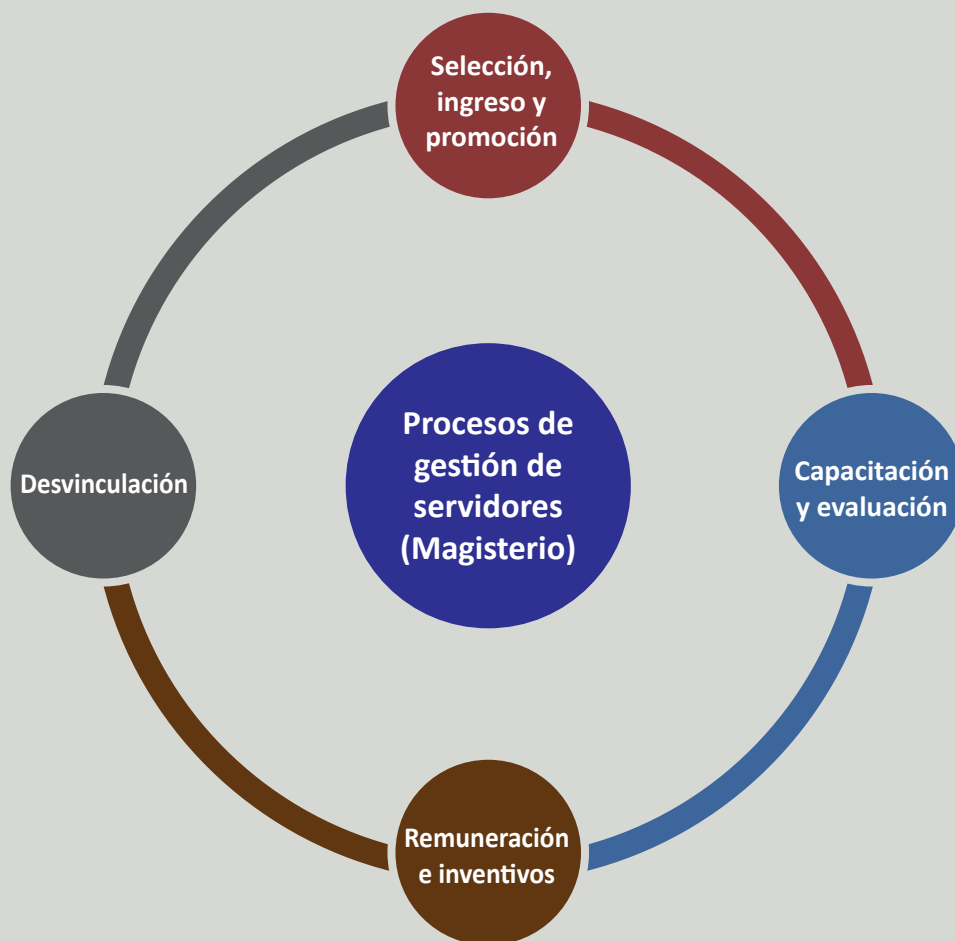 Selección,
ingreso y
promoción
Procesos de
gestión de
servidores
(Magisterio)
Desvinculación
Capacitación
y evaluación
Remuneración
e inventivos